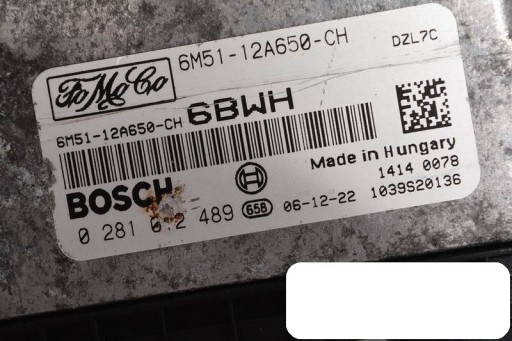 6M51-12A650-CH DZL7C
FoMoCo
6M51-12A650-CH 6BWH
Made in Hungary
BOSCH 1414 0078
0 281 012 489 65B 06-12-22 1039S20136